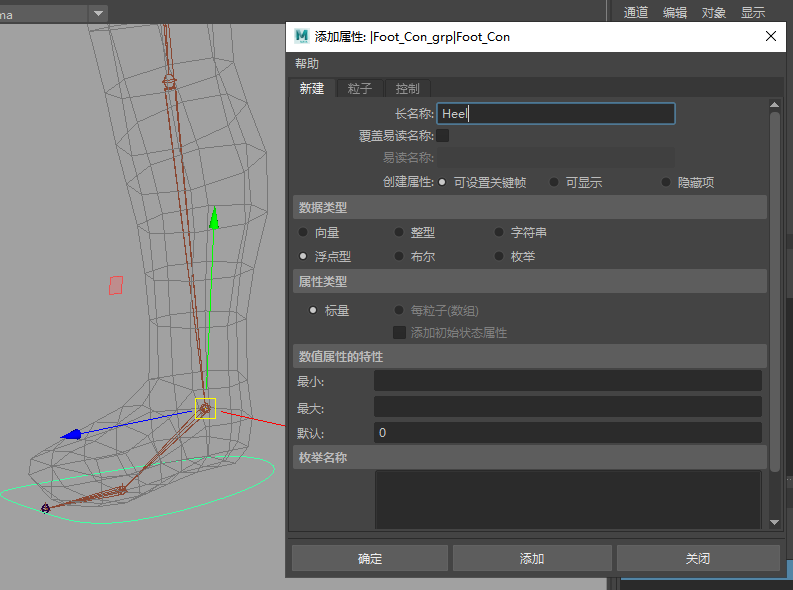 ma
通道 编辑 对象 显示
添加属性: |Foot_Con_grp|Foot_Con
帮助
新建 粒子 控制
长名称: Heel
覆盖易读名称:
易读名称:
创建属性: 可设置关键帧 可显示 隐藏项
数据类型
向量 整型 字符串
浮点型 布尔 枚举
属性类型
标量 每粒子(数组)
添加初始状态属性
数值属性的特性
最小:
最大:
默认: 0
枚举名称
确定 添加 关闭